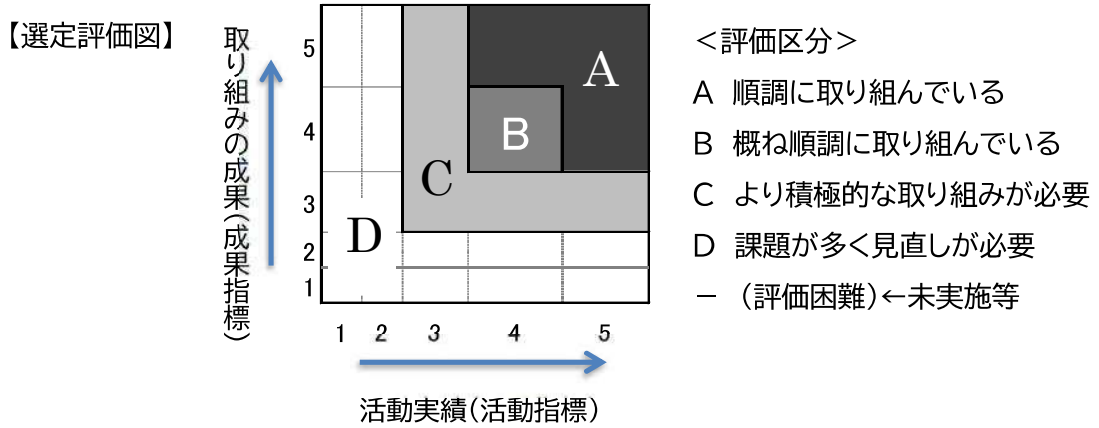 【選定評価図】
取り組みの成果(成果指標)
5
4
3
2
1
A
B
C
D
1 2 3 4 5
活動実績(活動指標)
＜評価区分＞
A 順調に取り組んでいる
B 概ね順調に取り組んでいる
C より積極的な取り組みが必要
D 課題が多く見直しが必要
－ (評価困難)←未実施等